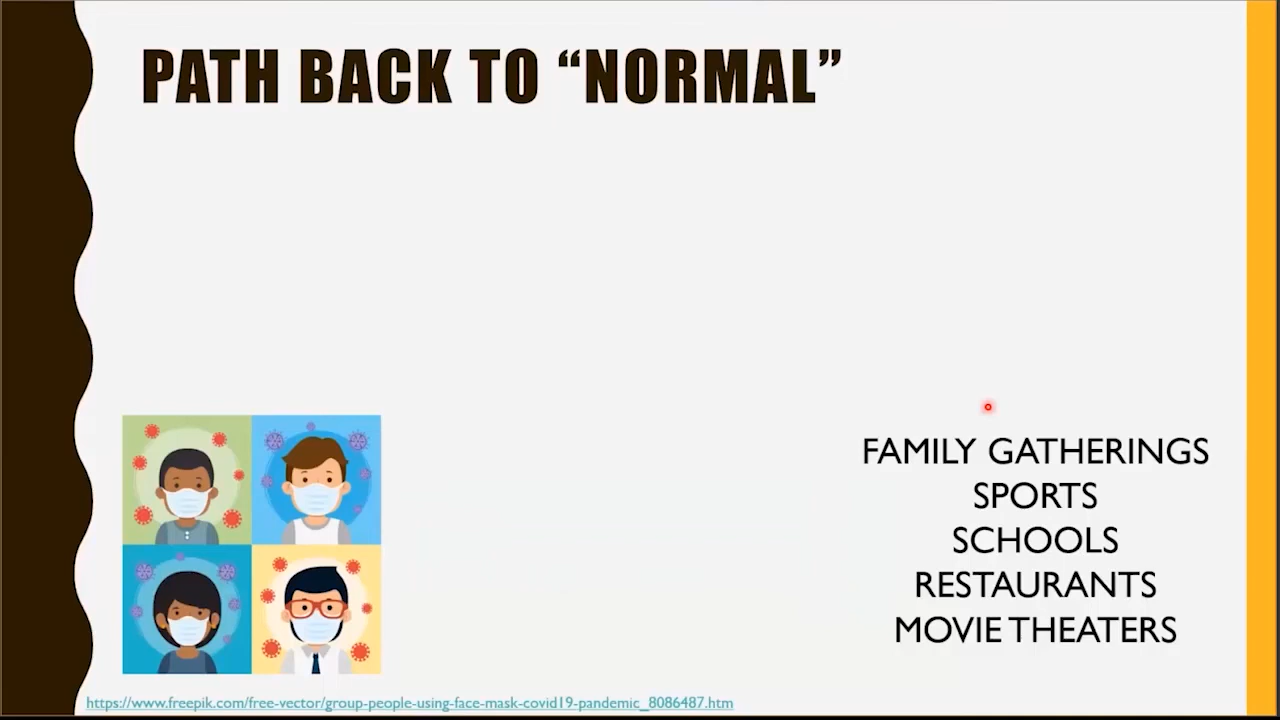 PATH BACK TO “NORMAL”
FAMILY GATHERINGS
SPORTS
SCHOOLS
RESTAURANTS
MOVIE THEATERS
https://www.freepik.com/free-vector/group-people-using-face-mask-covid19-pandemic_8086487.htm